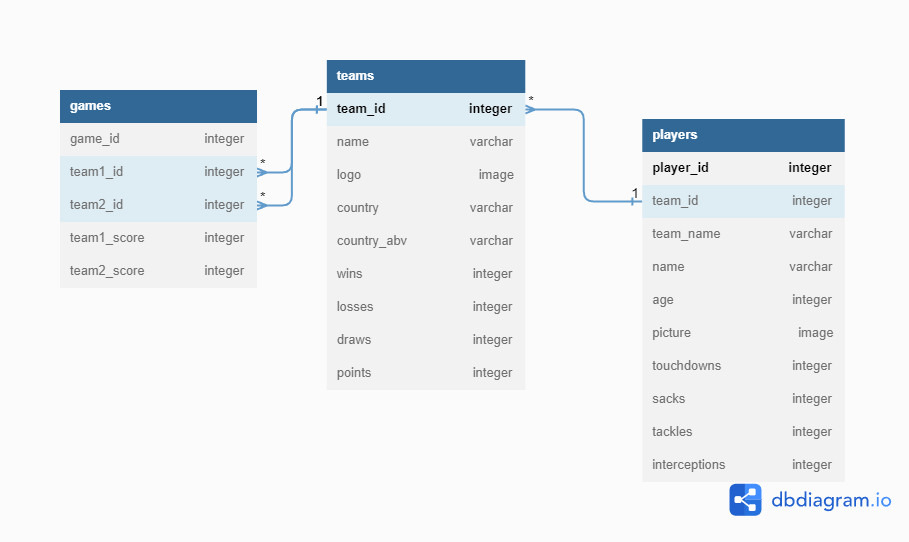 games
game_id integer
team1_id integer
team2_id integer
team1_score integer
team2_score integer
* 
*
1
teams
team_id integer
name varchar
logo image
country varchar
country_abv varchar
wins integer
losses integer
draws integer
points integer
*
1
players
player_id integer
team_id integer
team_name varchar
name varchar
age integer
picture image
touchdowns integer
sacks integer
tackles integer
interceptions integer
dbdiagram.io